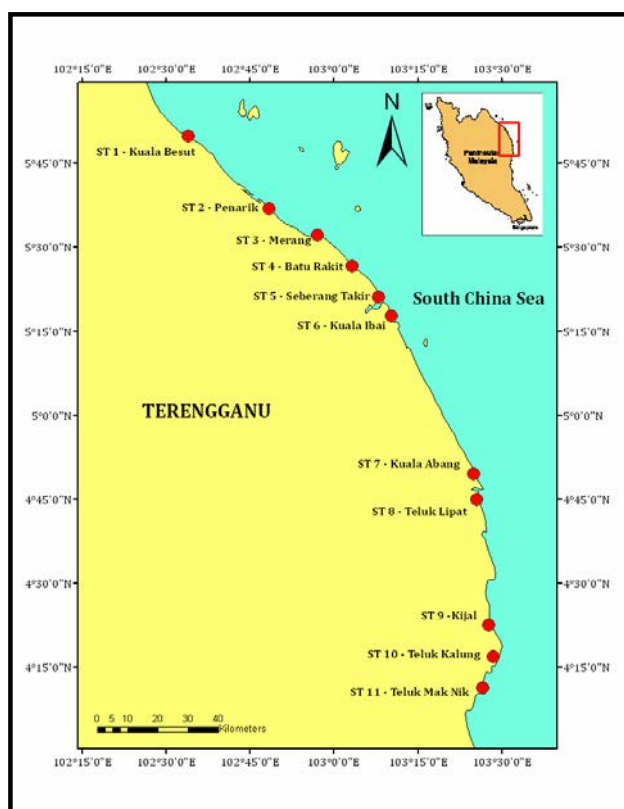 102°15'0"E 102°30'0"E 102°45'0"E 103°0'0"E 103°15'0"E 103°30'0"E
N
Peninsular
Malaysia
Singapore
ST 1 - Kuala Besut
5°45'0"N 5°45'0"N
ST 2 - Penarik
ST 3 - Merang
5°30'0"N 5°30'0"N
ST 4 - Batu Rakit
ST 5 - Seberang Takir
South China Sea
ST 6 - Kuala Ibai
5°15'0"N 5°15'0"N
TERENGGANU
5°0'0"N 5°0'0"N
ST 7 - Kuala Abang
4°45'0"N 4°45'0"N
ST 8 - Teluk Lipat
4°30'0"N 4°30'0"N
ST 9 -Kijal
ST 10 - Teluk Kalung
4°15'0"N 4°15'0"N
ST 11 - Teluk Mak Nik
0 5 10 20 30 40
Kilometers
102°15'0"E 102°30'0"E 102°45'0"E 103°0'0"E 103°15'0"E 103°30'0"E